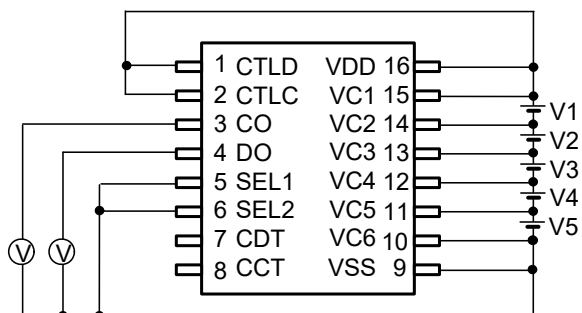 1 CTLD VDD 16
2 CTLC VC1 15
3 CO VC2 14
4 DO VC3 13
5 SEL1 VC4 12
6 SEL2 VC5 11
7 CDT VC6 10
8 CCT VSS 9
V1
V2
V3
V4
V5
V V